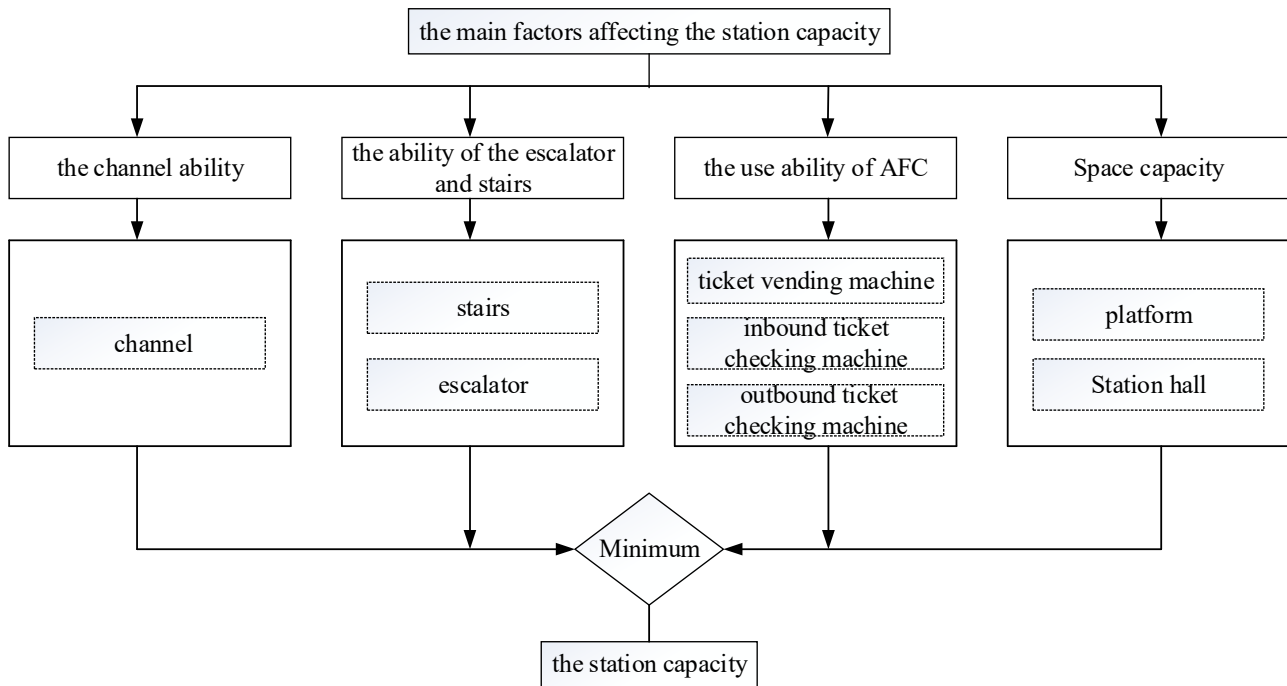 the main factors affecting the station capacity
the channel ability
the ability of the escalator
and stairs
the use ability of AFC
Space capacity
channel
stairs
escalator
ticket vending machine
inbound ticket
checking machine
outbound ticket
checking machine
platform
Station hall
Minimum
the station capacity